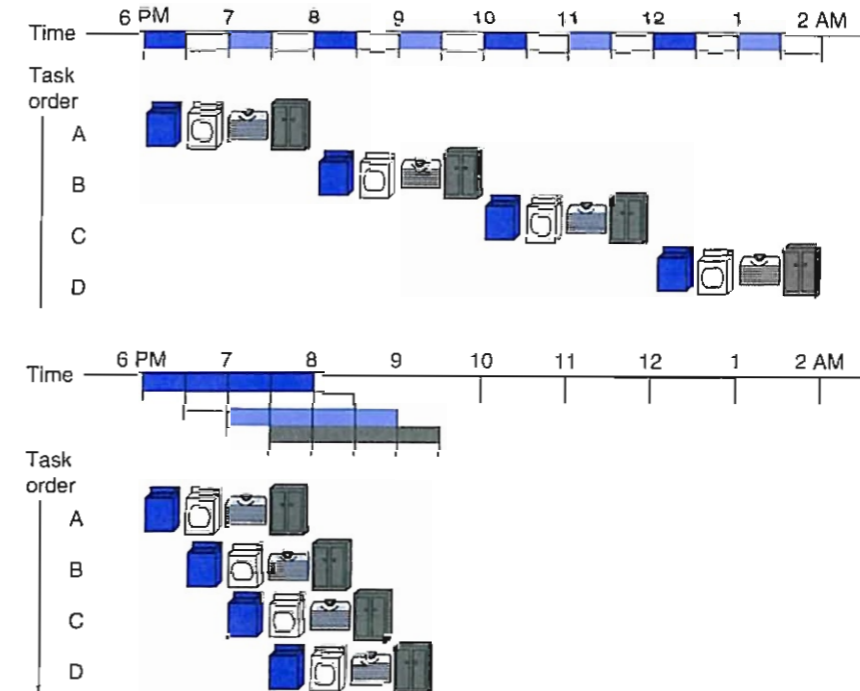 6 PM 7 8 9 10 11 12 1 2 AM
Time
Task
order
A
B
C
D
6 PM 7 8 9 10 11 12 1 2 AM
Time
Task
order
A
B
C
D